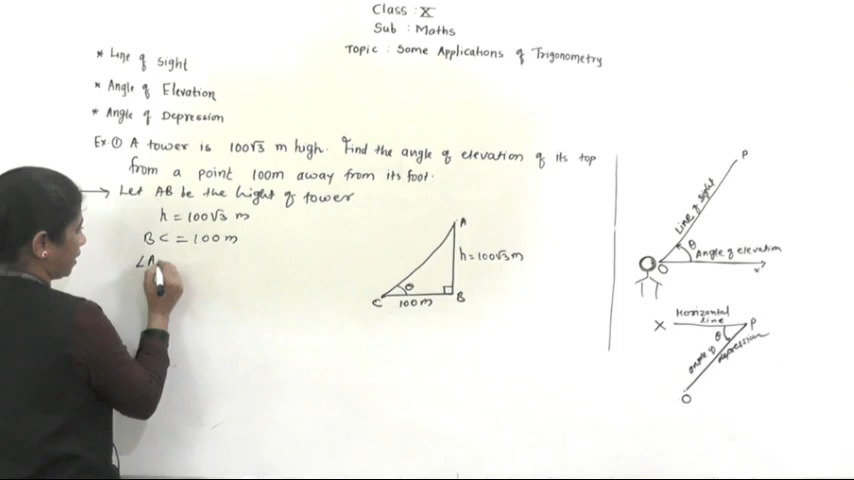 Class : X
Sub : Maths
Topic : Some Applications of Trigonometry
* Line of Sight
* Angle of Elevation
* Angle of Depression
Ex. ① A tower is 100√3 m high. Find the angle of elevation of its top
from a point 100m away from its foot.
→ Let AB be the hight of tower
h = 100√3 m
BC = 100 m
∠A
A
h = 100√3 m
θ
C
B
100m
P
Line of sight
θ
Angle of elevation
O
x
Horizontal
Line
X
P
θ
angle of
depression
O